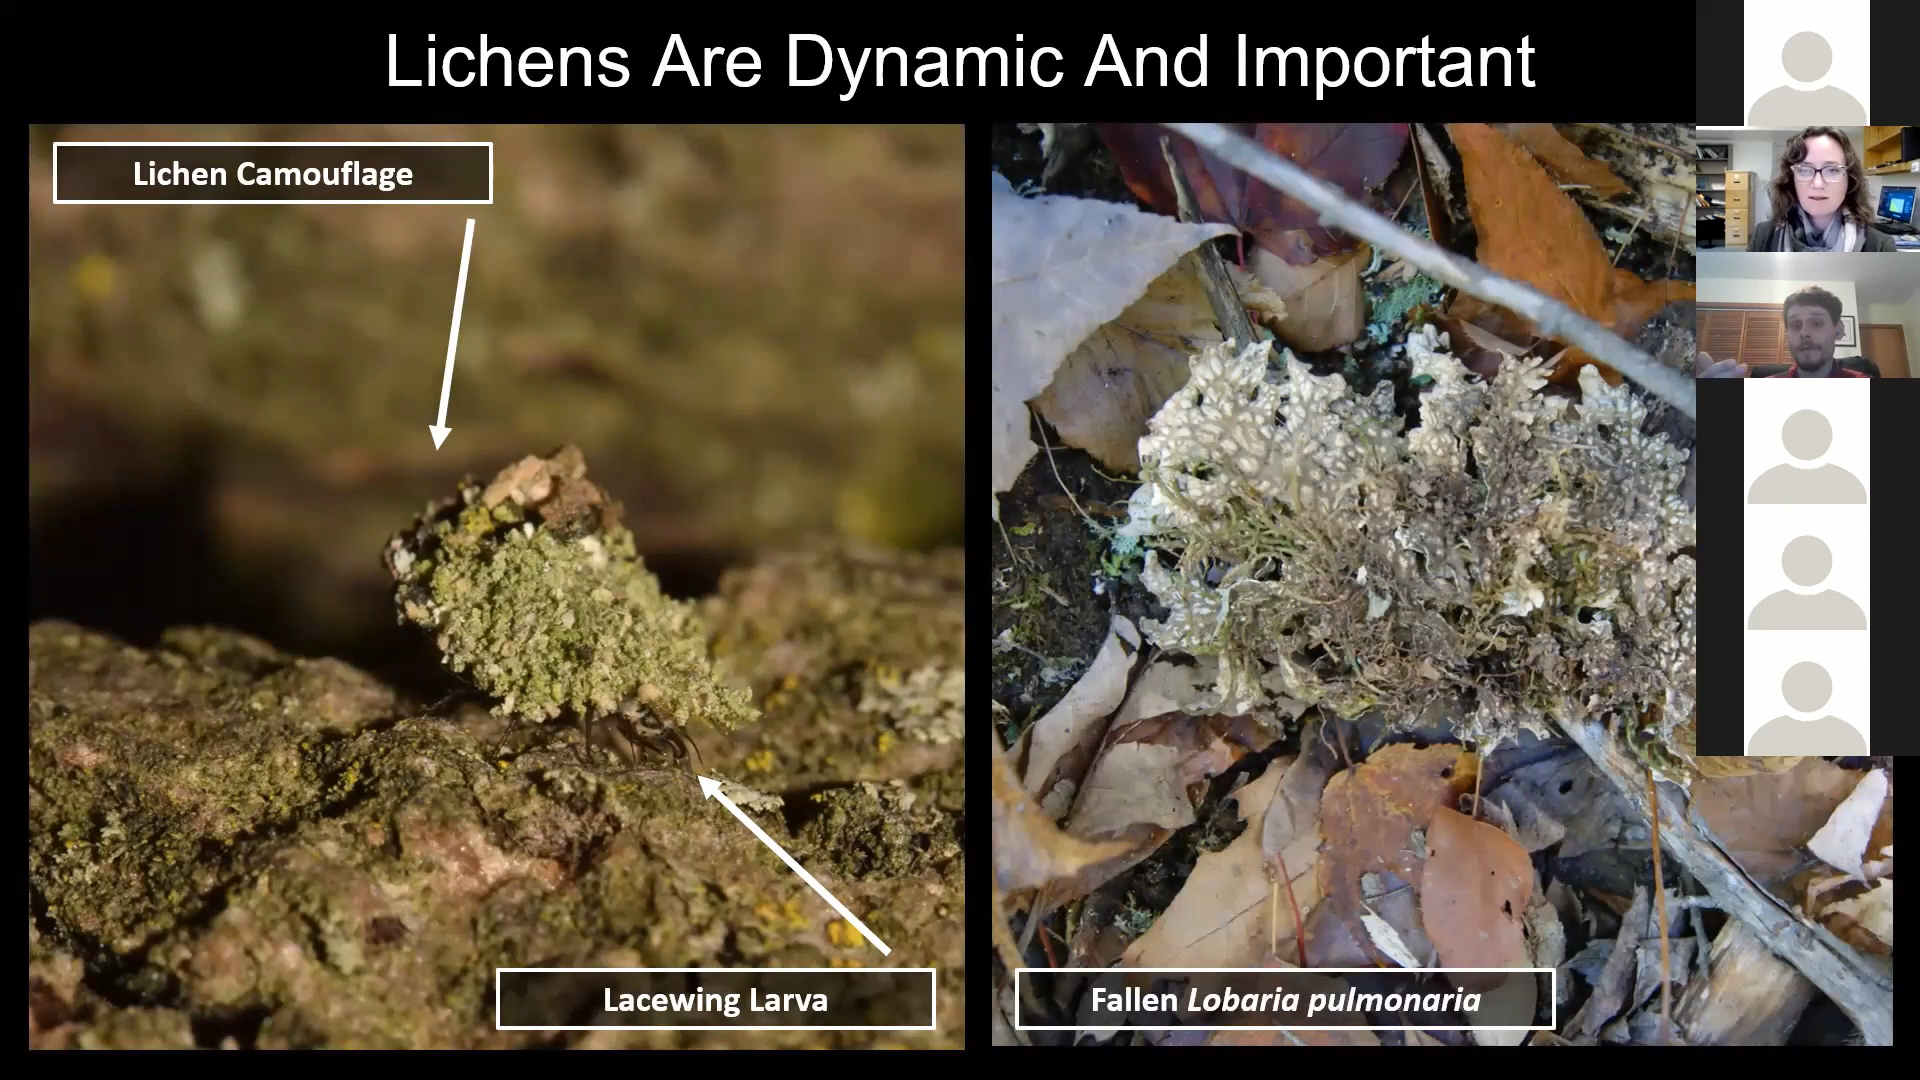 Lichens Are Dynamic And Important
Lichen Camouflage
Lacewing Larva
Fallen Lobaria pulmonaria